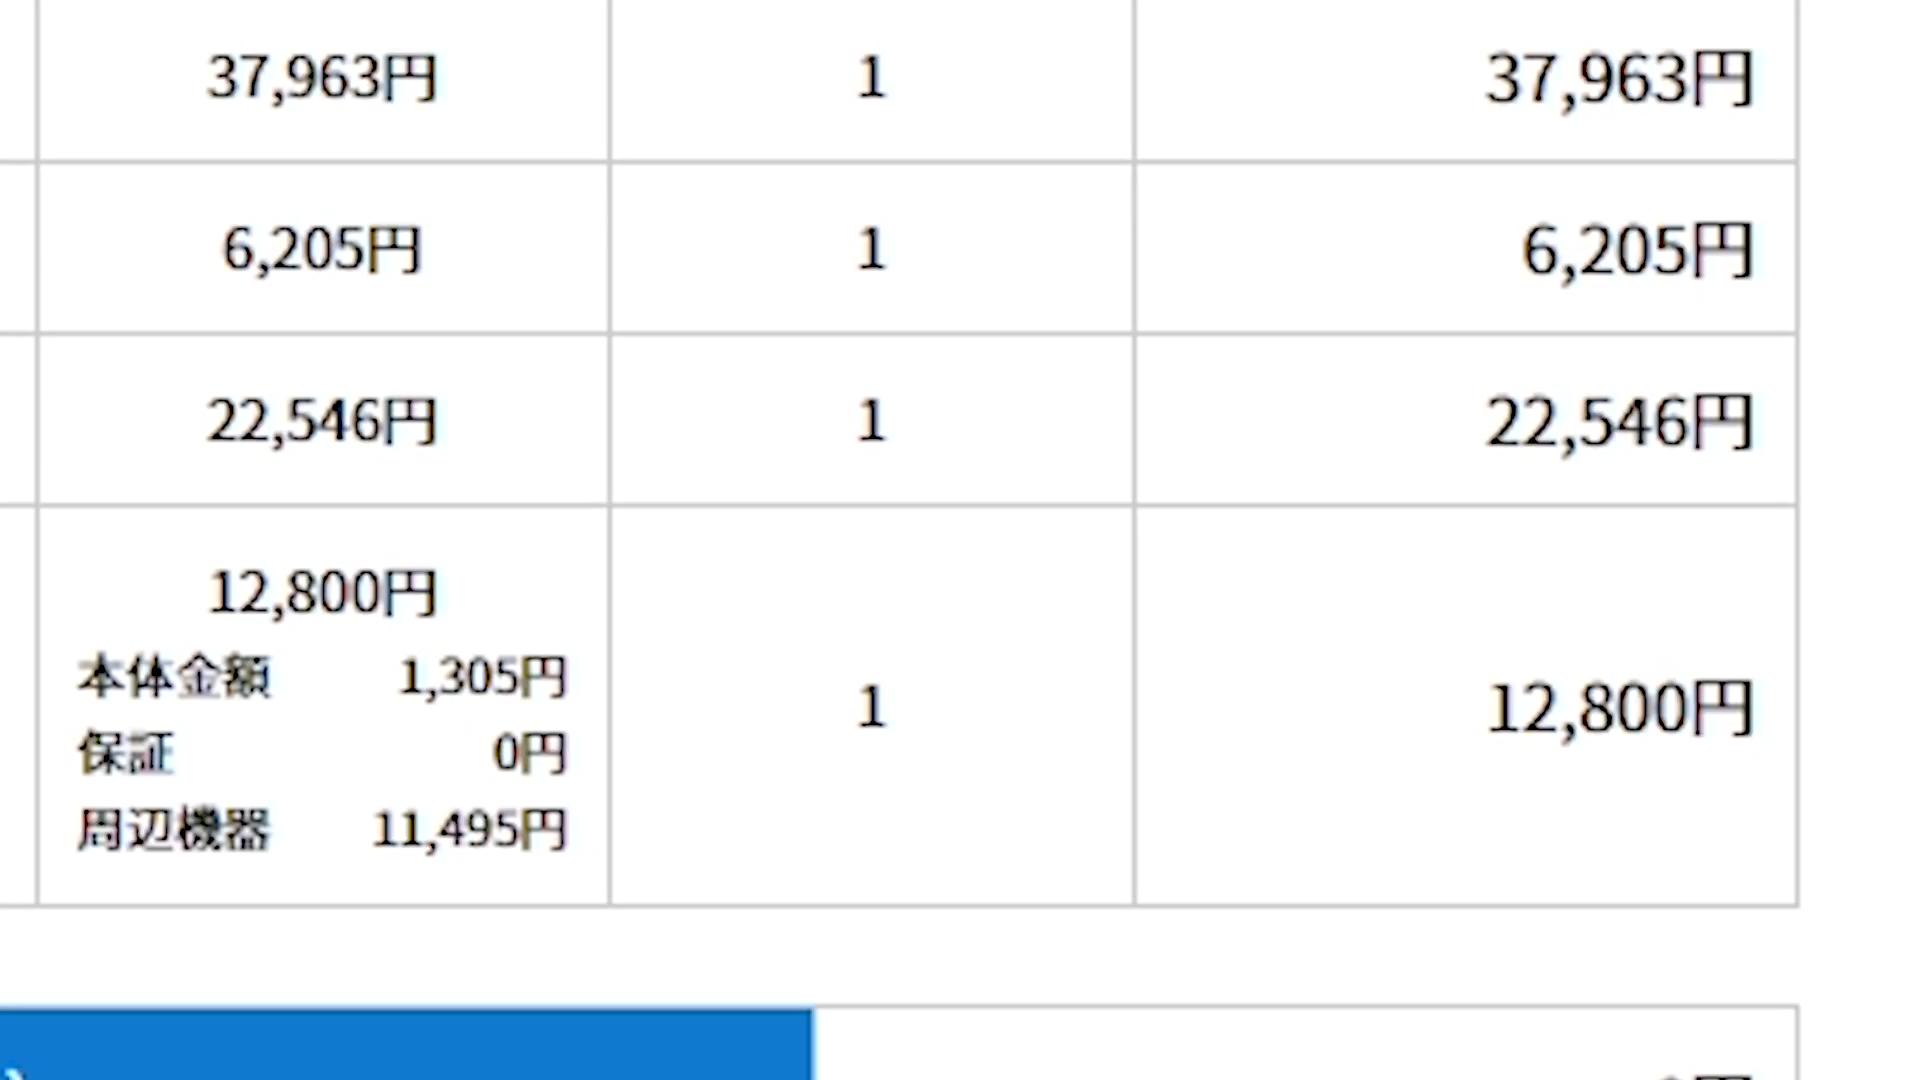 37,963円 1 37,963円
6,205円 1 6,205円
22,546円 1 22,546円
12,800円
本体金額 1,305円
保証 0円
周辺機器 11,495円
1 12,800円